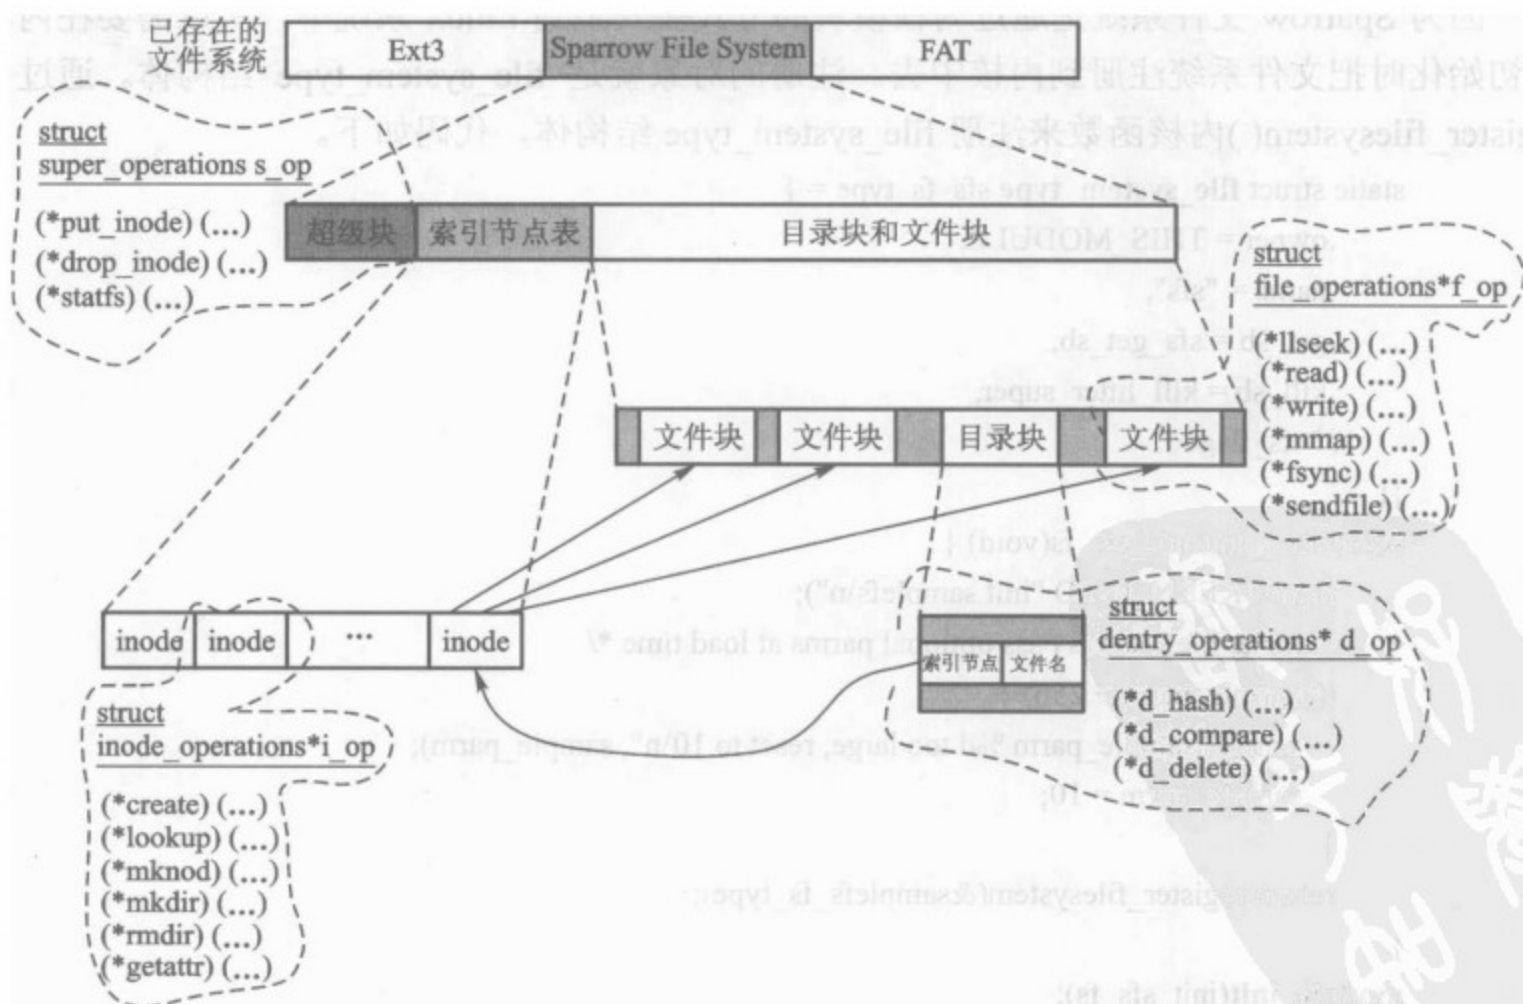 已存在的
文件系统
Ext3
Sparrow File System
FAT
struct
super_operations s_op
(*put_inode) (...)
(*drop_inode) (...)
(*statfs) (...)
超级块
索引节点表
目录块和文件块
struct
file_operations*f_op
(*llseek) (...)
(*read) (...)
(*write) (...)
(*mmap) (...)
(*fsync) (...)
(*sendfile) (...)
文件块
文件块
目录块
文件块
inode
inode
...
inode
索引节点
文件名
struct
dentry_operations* d_op
(*d_hash) (...)
(*d_compare) (...)
(*d_delete) (...)
struct
inode_operations*i_op
(*create) (...)
(*lookup) (...)
(*mknod) (...)
(*mkdir) (...)
(*rmdir) (...)
(*getattr) (...)